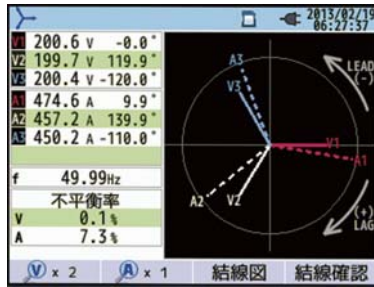 2013/02/19
06:27:37
V1 200.6 V -0.0°
V2 199.7 V 119.9°
V3 200.4 V -120.0°
A1 474.6 A 9.9°
A2 457.2 A 139.9°
A3 450.2 A -110.0°
f 49.99Hz
不平衡率
V 0.1%
A 7.3%
A3
V3
LEAD
(-)
V1
A1
A2
V2
(+)
LAG
V x 2
A x 1
結線図
結線確認